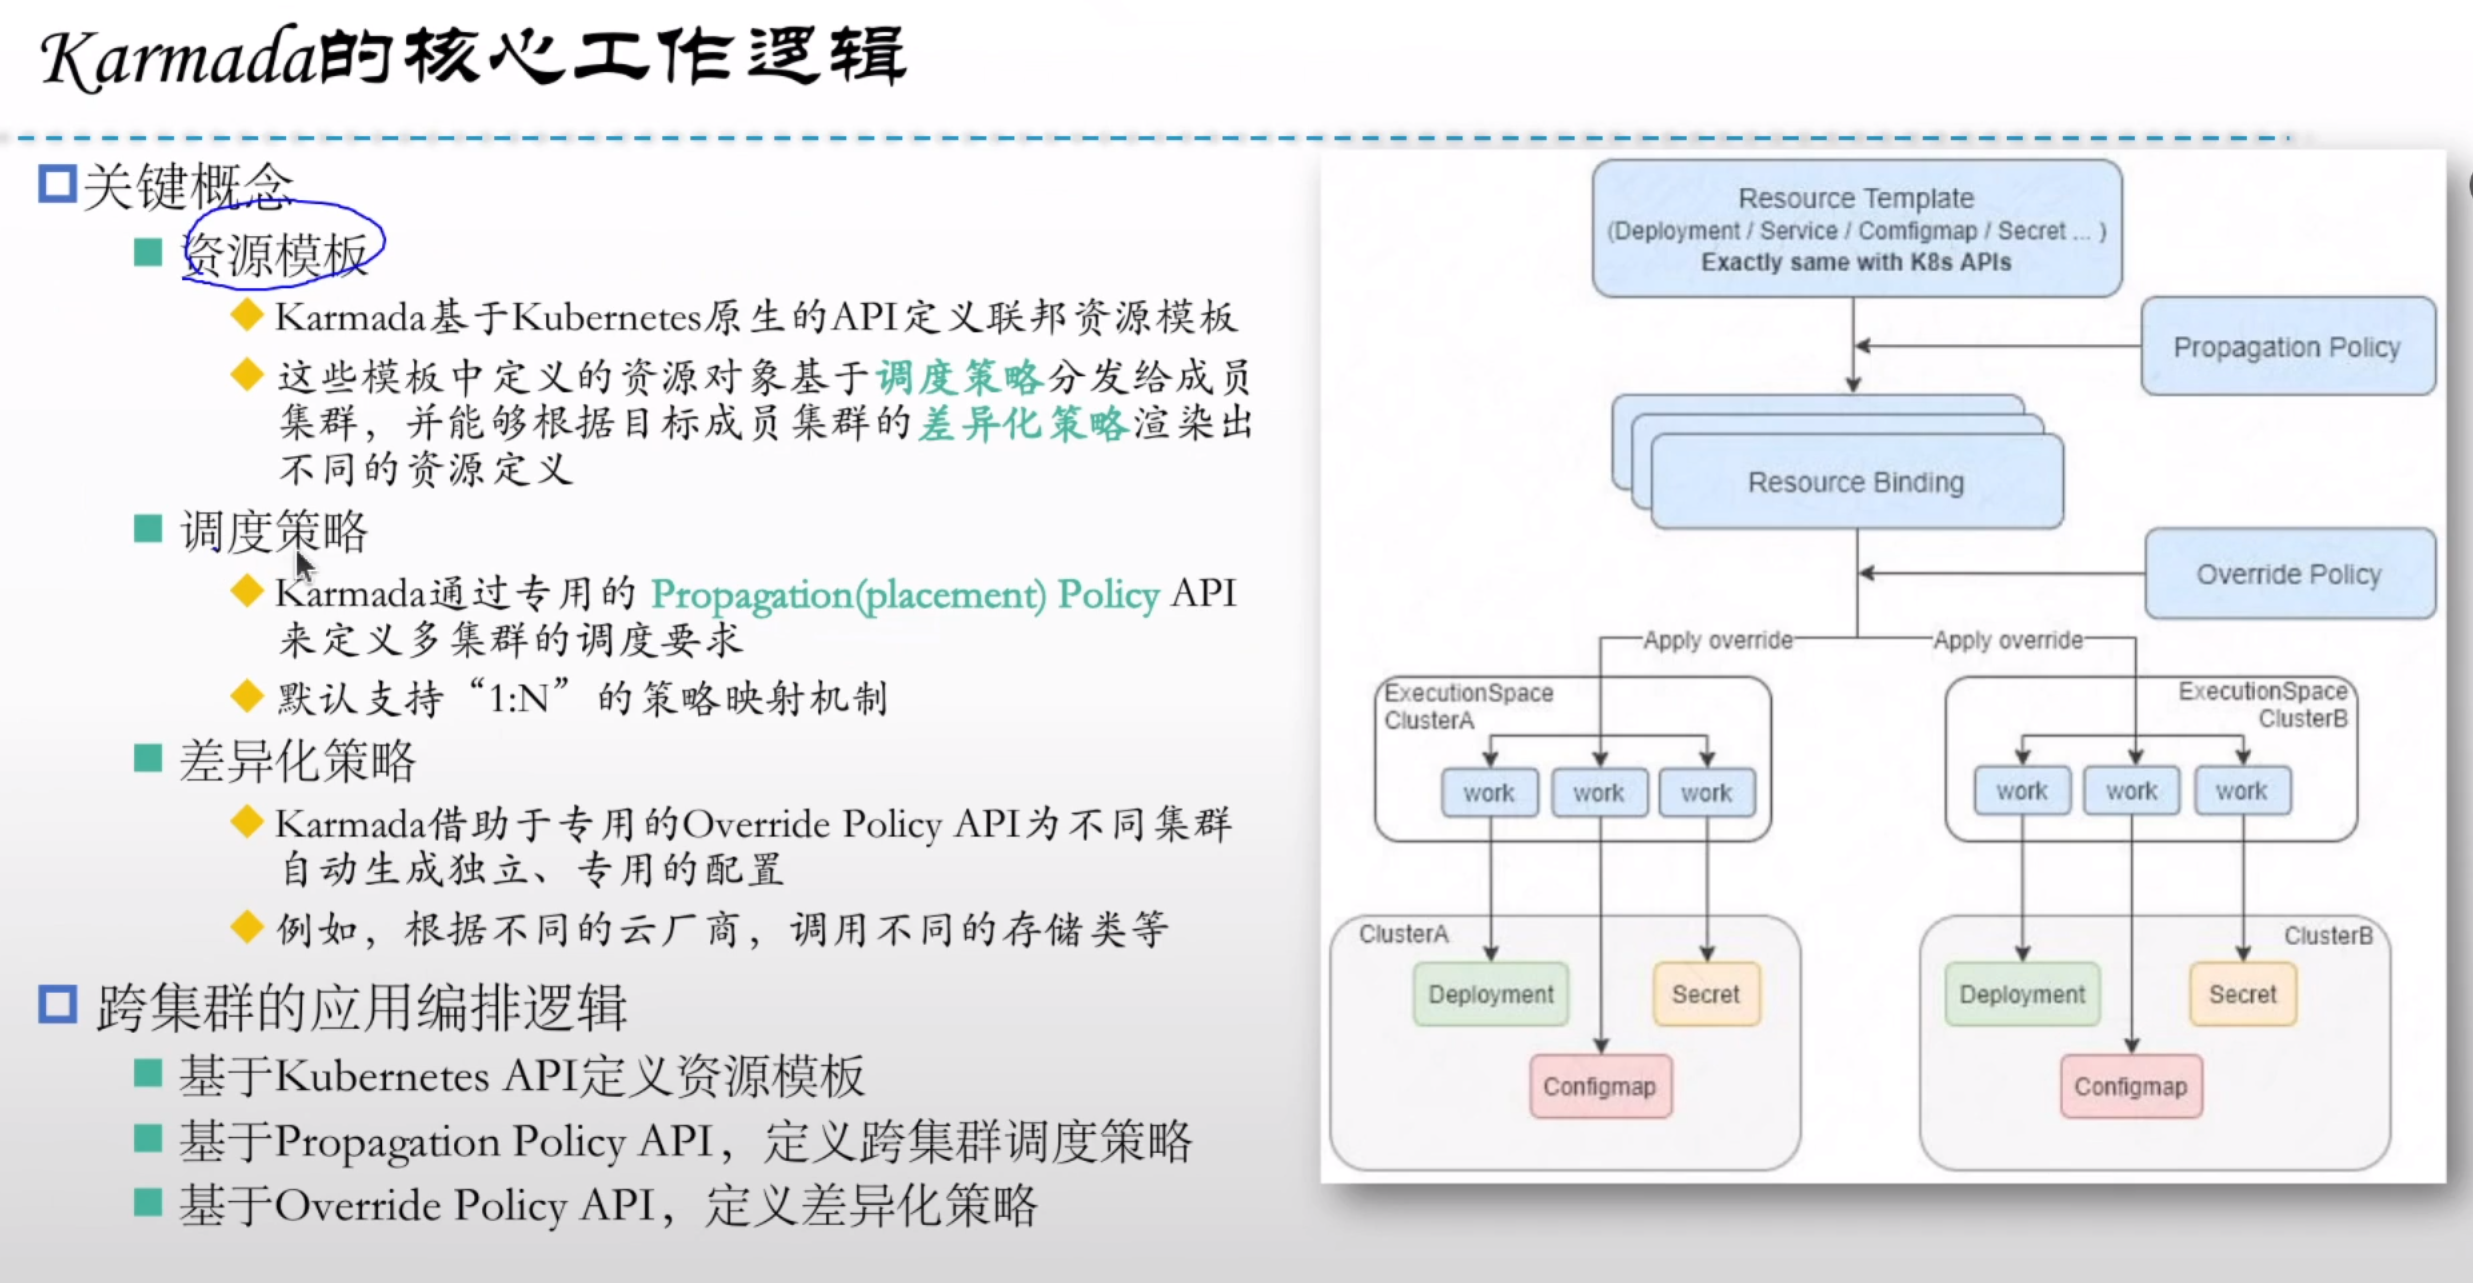 Karmada的核心工作逻辑
关键概念
资源模板
Karmada基于Kubernetes原生的API定义联邦资源模板
这些模板中定义的资源对象基于调度策略分发给成员
集群，并能够根据目标成员集群的差异化策略渲染出
不同的资源定义
调度策略
Karmada通过专用的 Propagation(placement) Policy API
来定义多集群的调度要求
默认支持“1:N”的策略映射机制
差异化策略
Karmada借助于专用的Override Policy API为不同集群
自动生成独立、专用的配置
例如，根据不同的云厂商，调用不同的存储类等
跨集群的应用编排逻辑
基于Kubernetes API定义资源模板
基于Propagation Policy API，定义跨集群调度策略
基于Override Policy API，定义差异化策略
Resource Template
(Deployment / Service / Comfigmap / Secret ... )
Exactly same with K8s APIs
Propagation Policy
Resource Binding
Override Policy
Apply override
Apply override
ExecutionSpace
ClusterA
work
work
work
ExecutionSpace
ClusterB
work
work
work
ClusterA
Deployment
Secret
Configmap
ClusterB
Deployment
Secret
Configmap